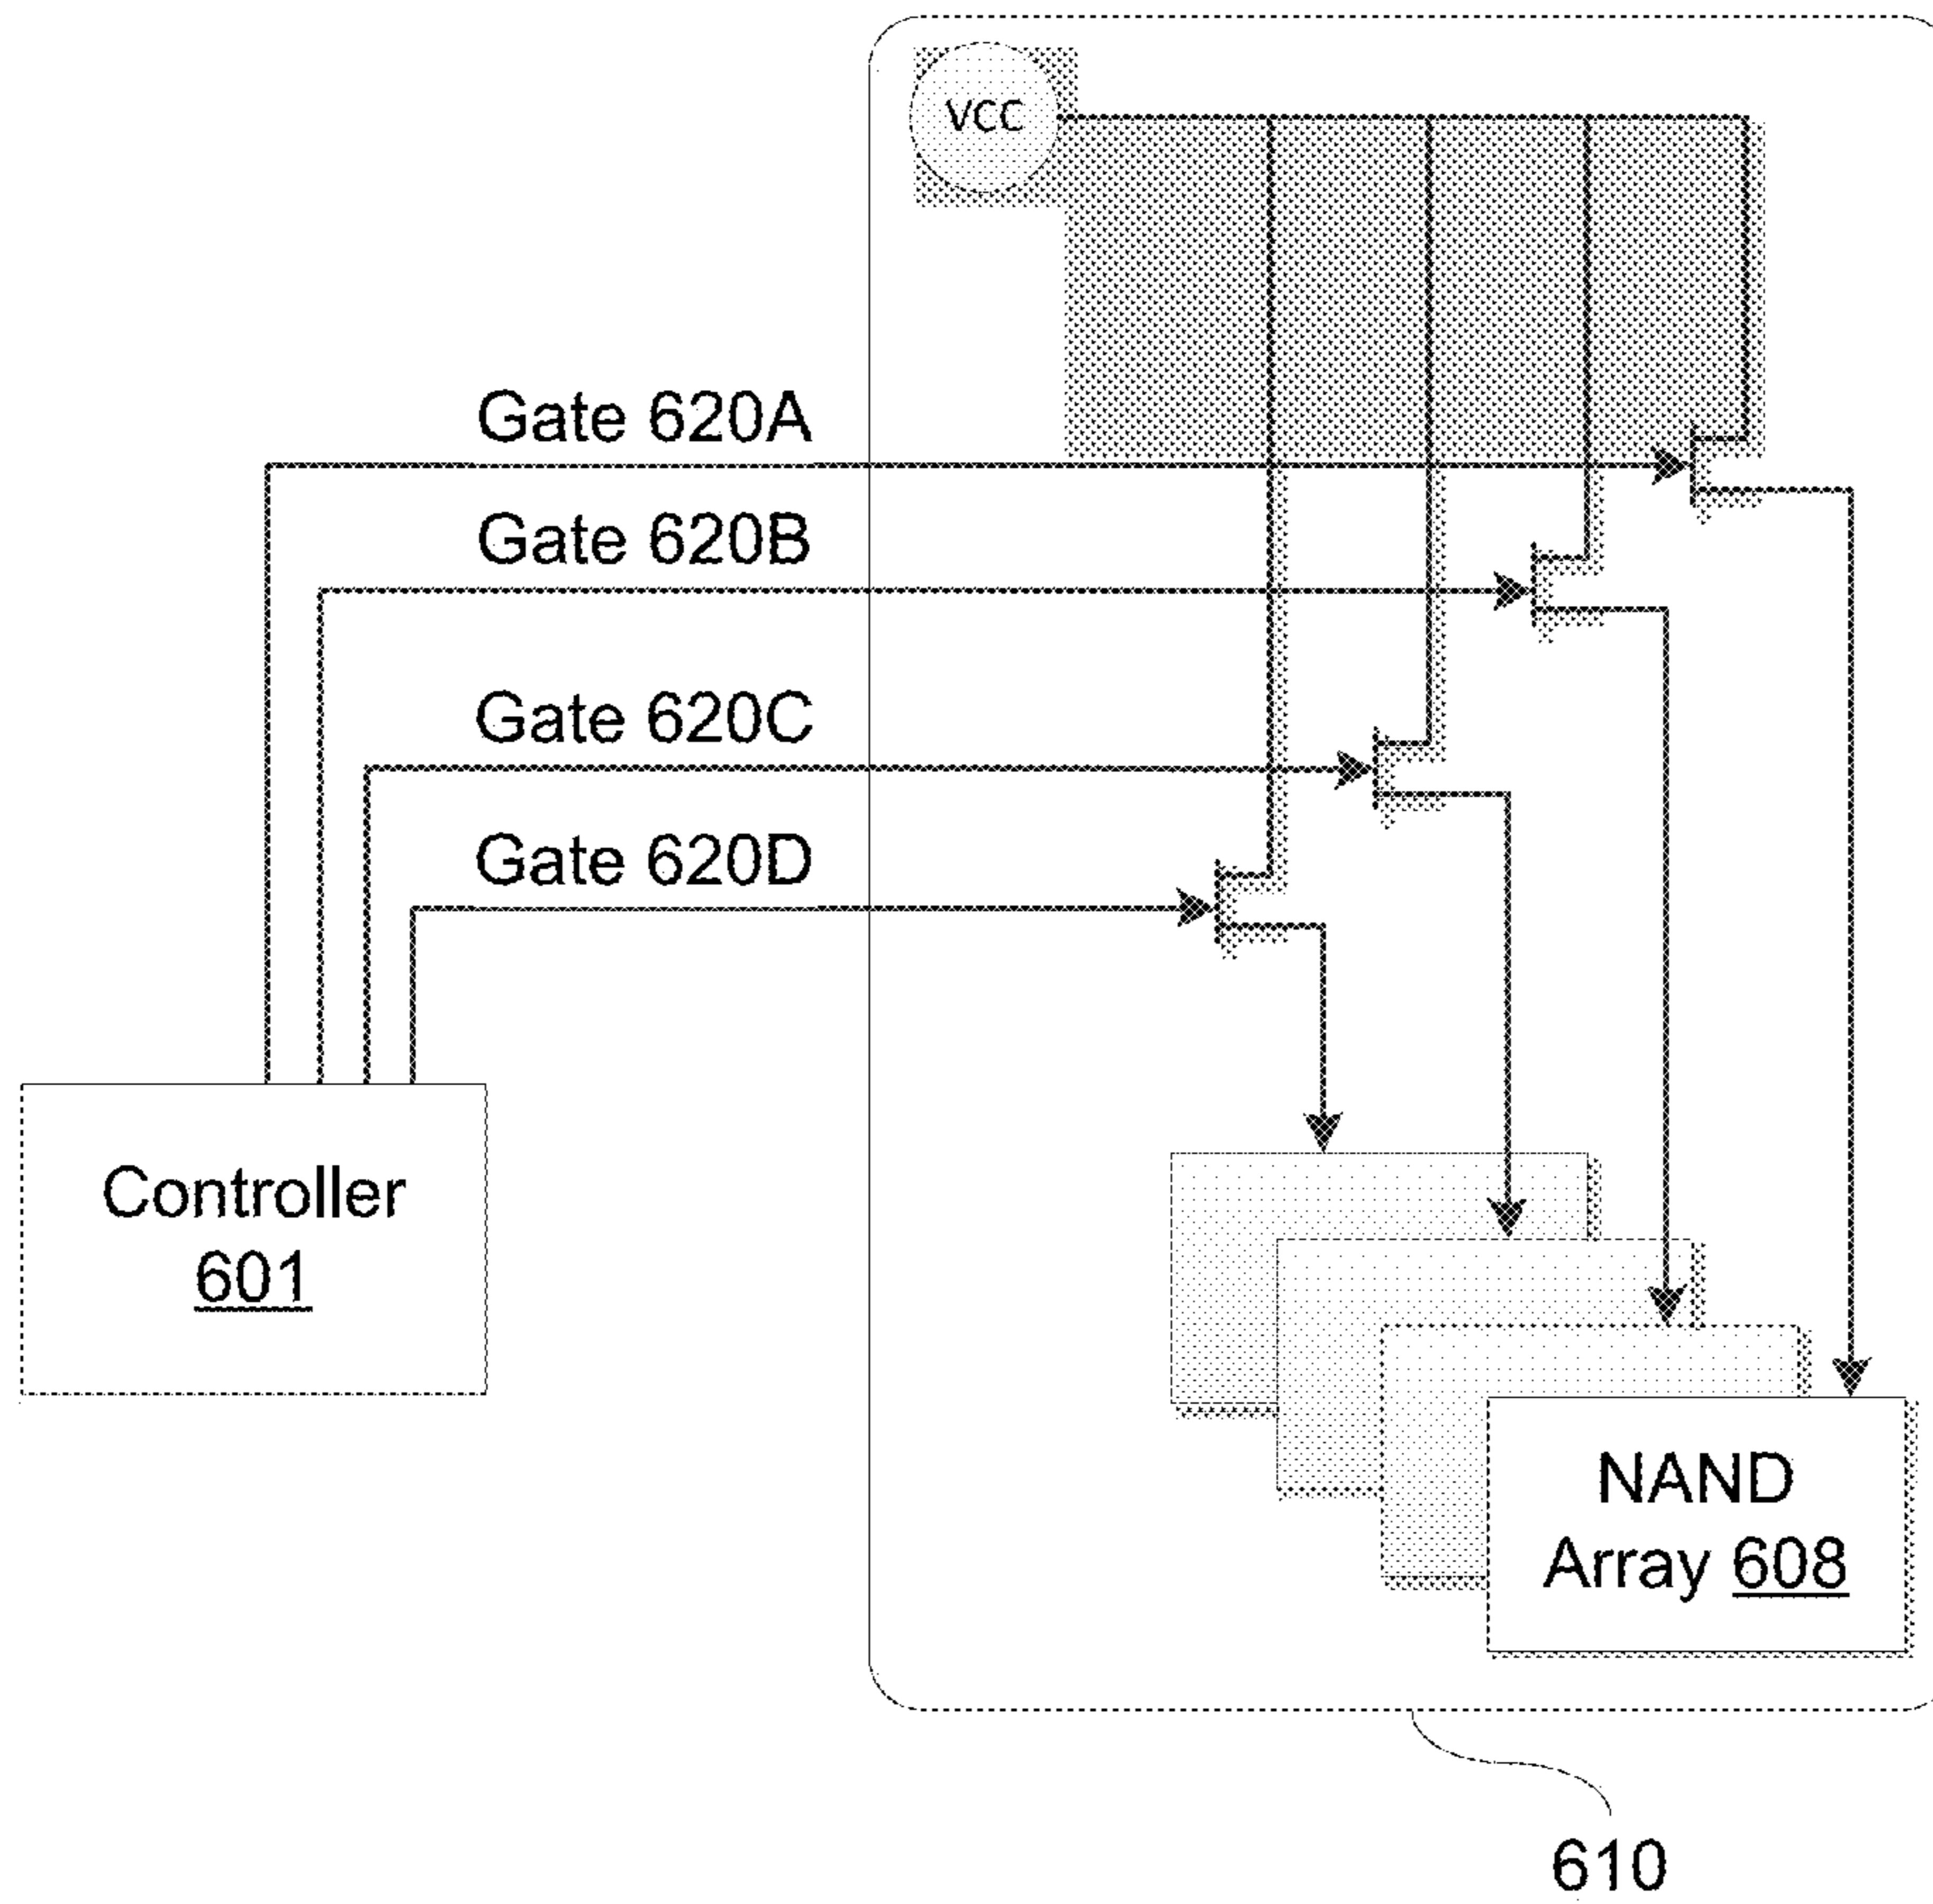 VCC
Gate 620A
Gate 620B
Gate 620C
Gate 620D
Controller
601
NAND
Array 608
610